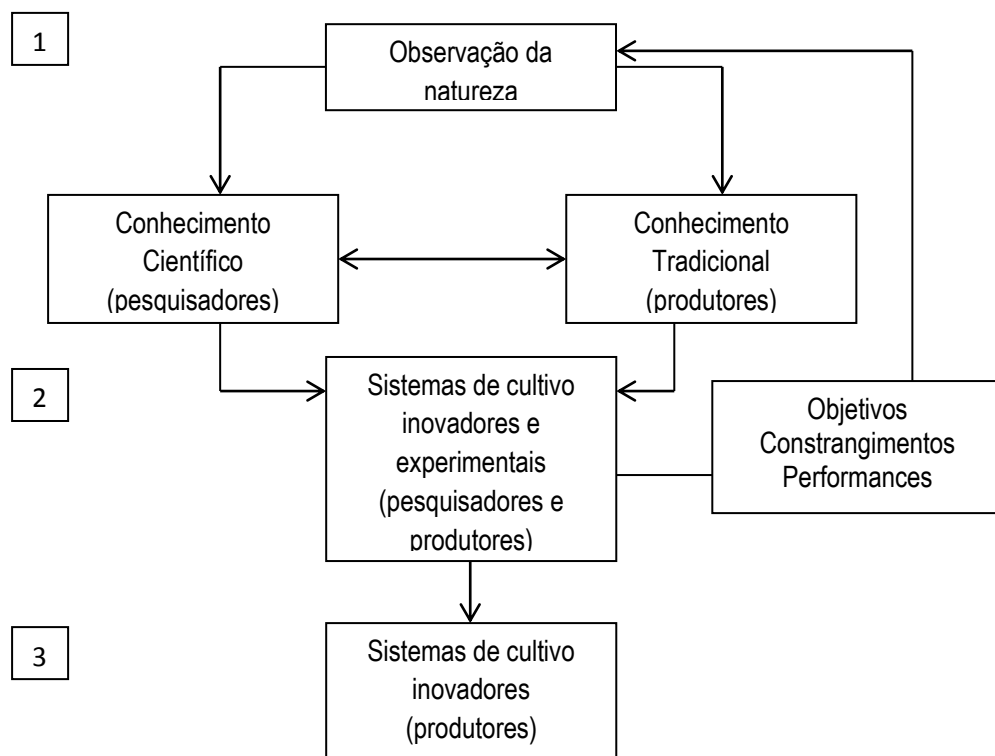 1
Observação da
natureza
Conhecimento
Científico
(pesquisadores)
Conhecimento
Tradicional
(produtores)
2
Sistemas de cultivo
inovadores e
experimentais
(pesquisadores e
produtores)
Objetivos
Constrangimentos
Performances
3
Sistemas de cultivo
inovadores
(produtores)